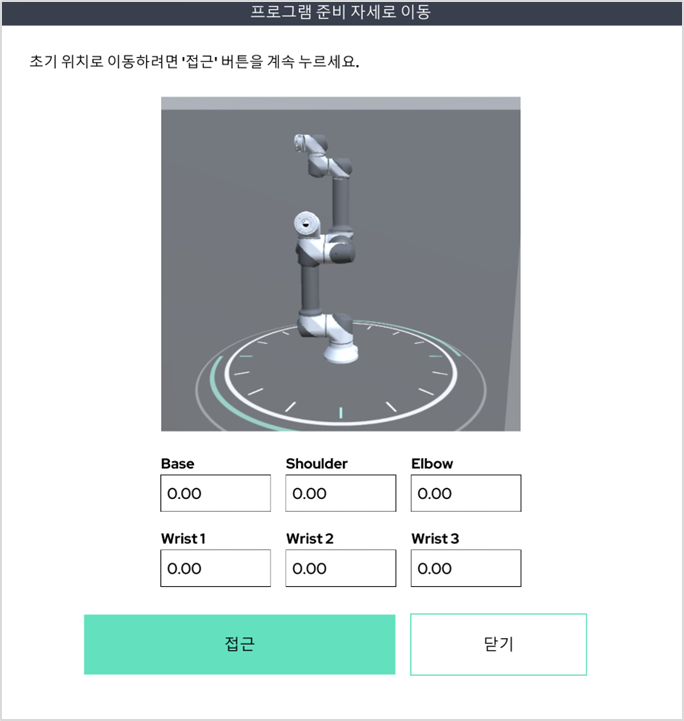 프로그램 준비 자세로 이동
초기 위치로 이동하려면 '접근' 버튼을 계속 누르세요.
Base Shoulder Elbow
0.00 0.00 0.00
Wrist 1 Wrist 2 Wrist 3
0.00 0.00 0.00
접근 닫기